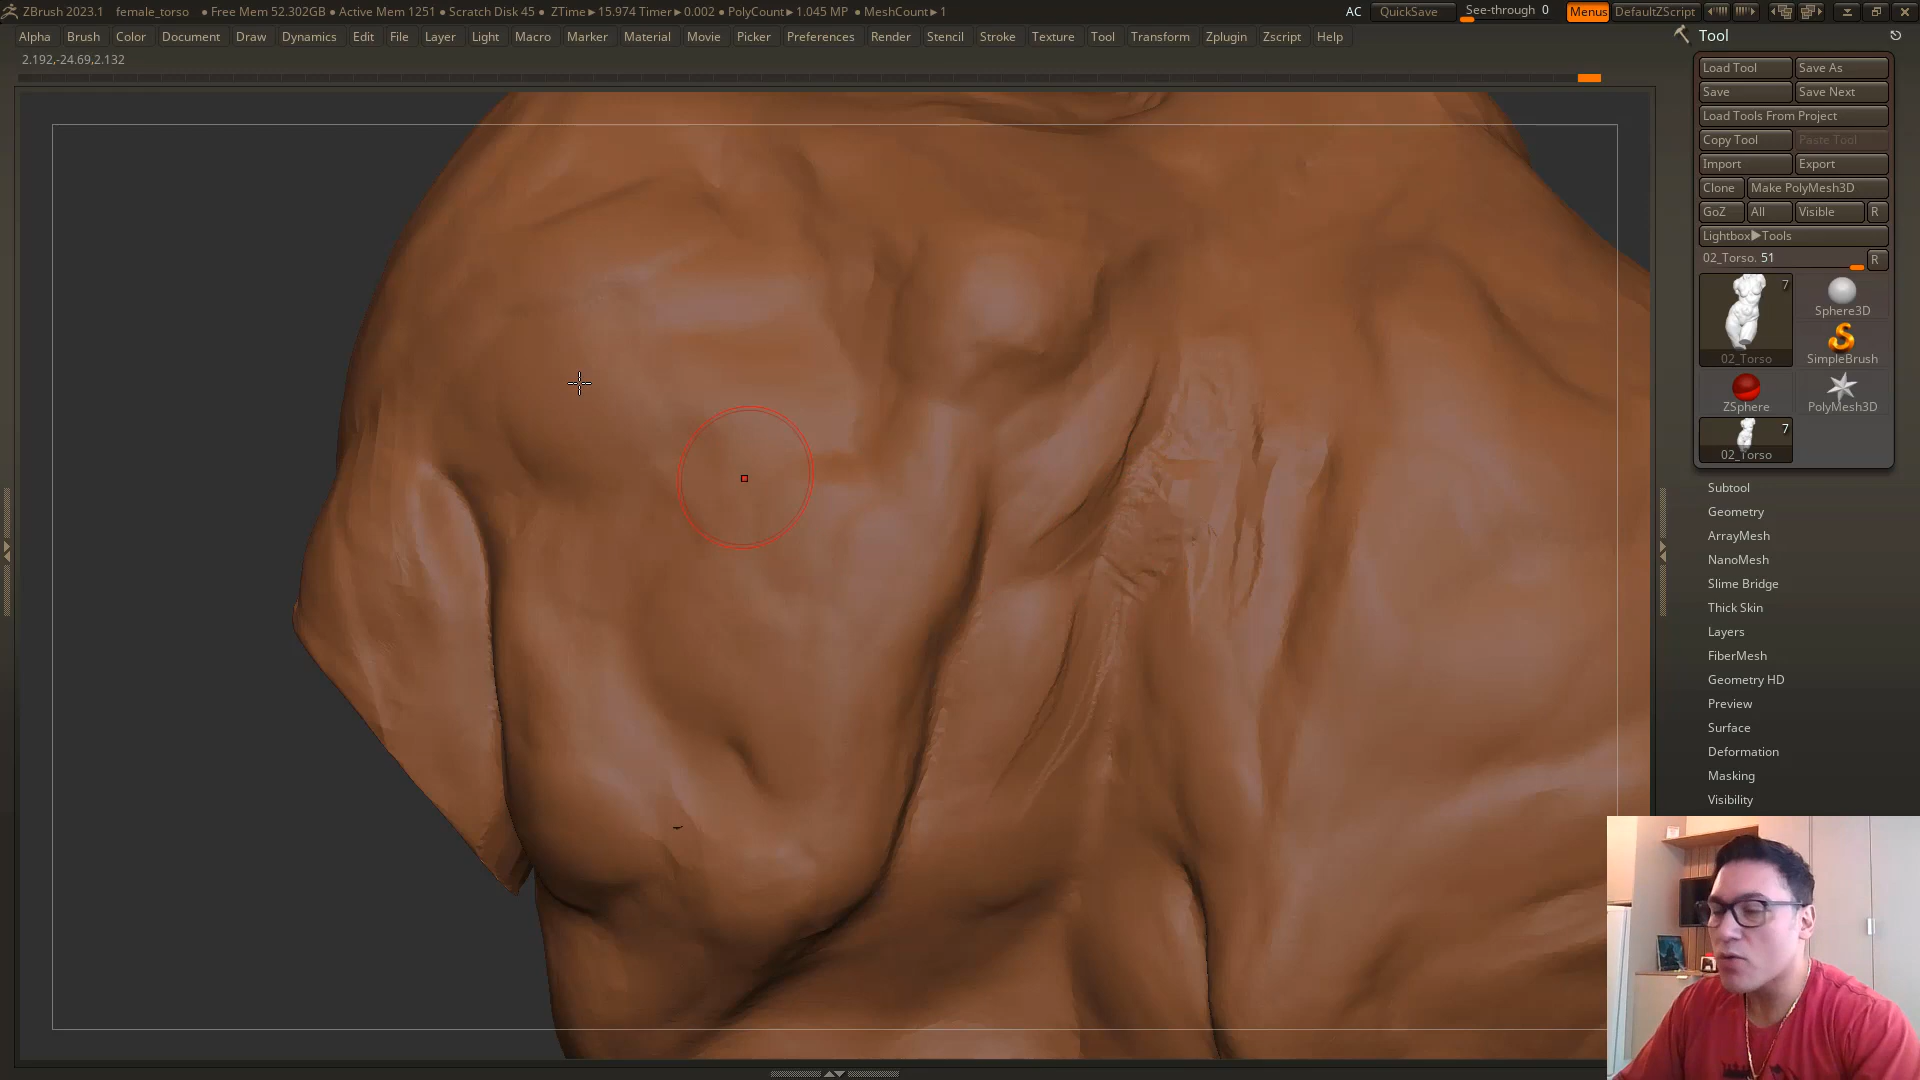 ZBrush 2023.1 female_torso ● Free Mem 52.302GB ● Active Mem 1251 ● Scratch Disk 45 ● ZTime▶15.974 Timer▶0.002 ● PolyCount▶1.045 MP ● MeshCount▶1 AC QuickSave See-through 0 Menus DefaultZScript
Alpha Brush Color Document Draw Dynamics Edit File Layer Light Macro Marker Material Movie Picker Preferences Render Stencil Stroke Texture Tool Transform Zplugin Zscript Help
2.192,-24.69,2.132
Tool
Load Tool Save As
Save Save Next
Load Tools From Project
Copy Tool Paste Tool
Import Export
Clone Make PolyMesh3D
GoZ All Visible R
Lightbox▶Tools
02_Torso. 51 R
7
02_Torso
Sphere3D
SimpleBrush
ZSphere
PolyMesh3D
7
02_Torso
Subtool
Geometry
ArrayMesh
NanoMesh
Slime Bridge
Thick Skin
Layers
FiberMesh
Geometry HD
Preview
Surface
Deformation
Masking
Visibility